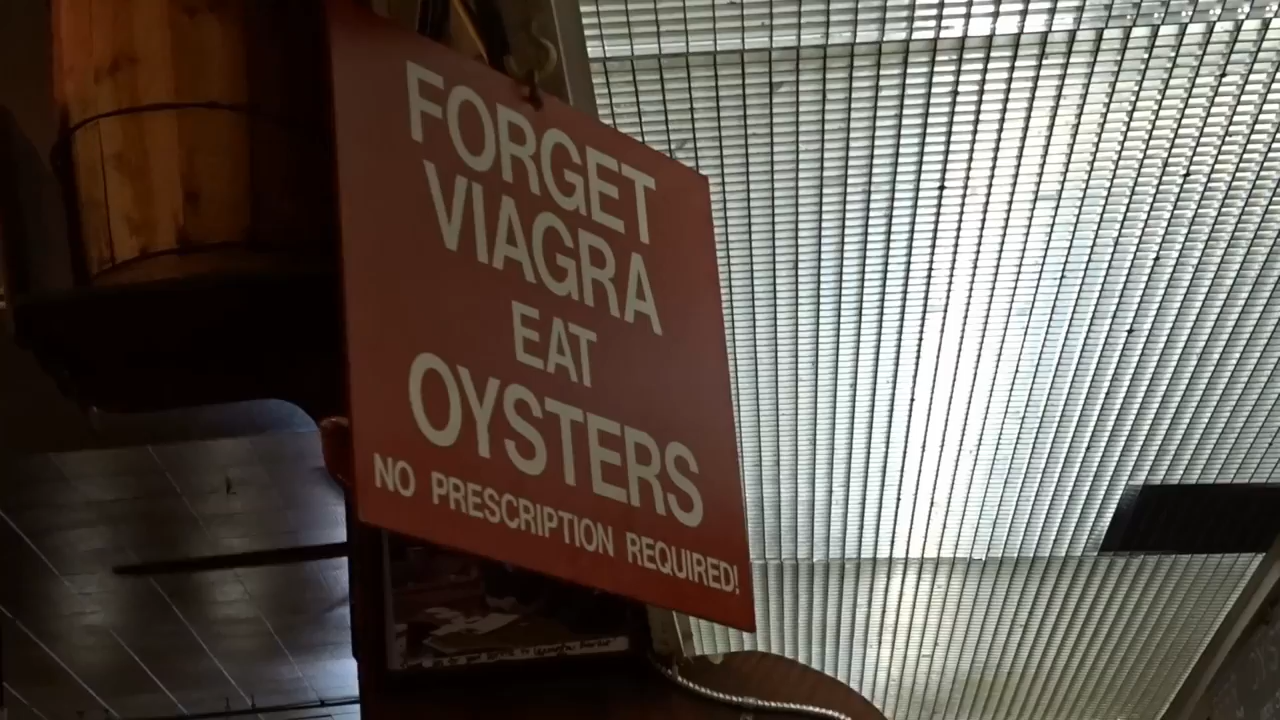 FORGET
VIAGRA
EAT
OYSTERS
NO PRESCRIPTION REQUIRED!